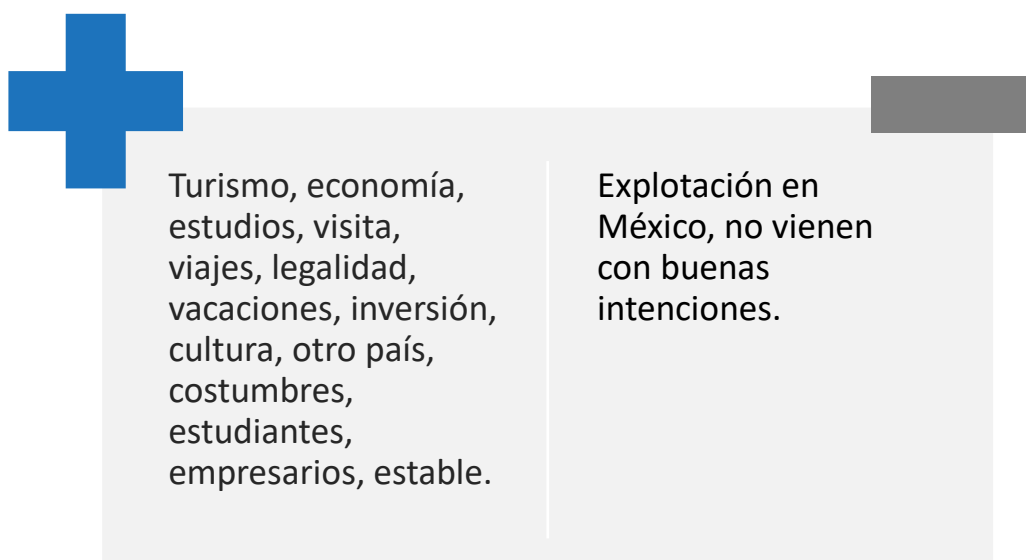 Turismo, economía,
estudios, visita,
viajes, legalidad,
vacaciones, inversión,
cultura, otro país,
costumbres,
estudiantes,
empresarios, estable.
Explotación en
México, no vienen
con buenas
intenciones.